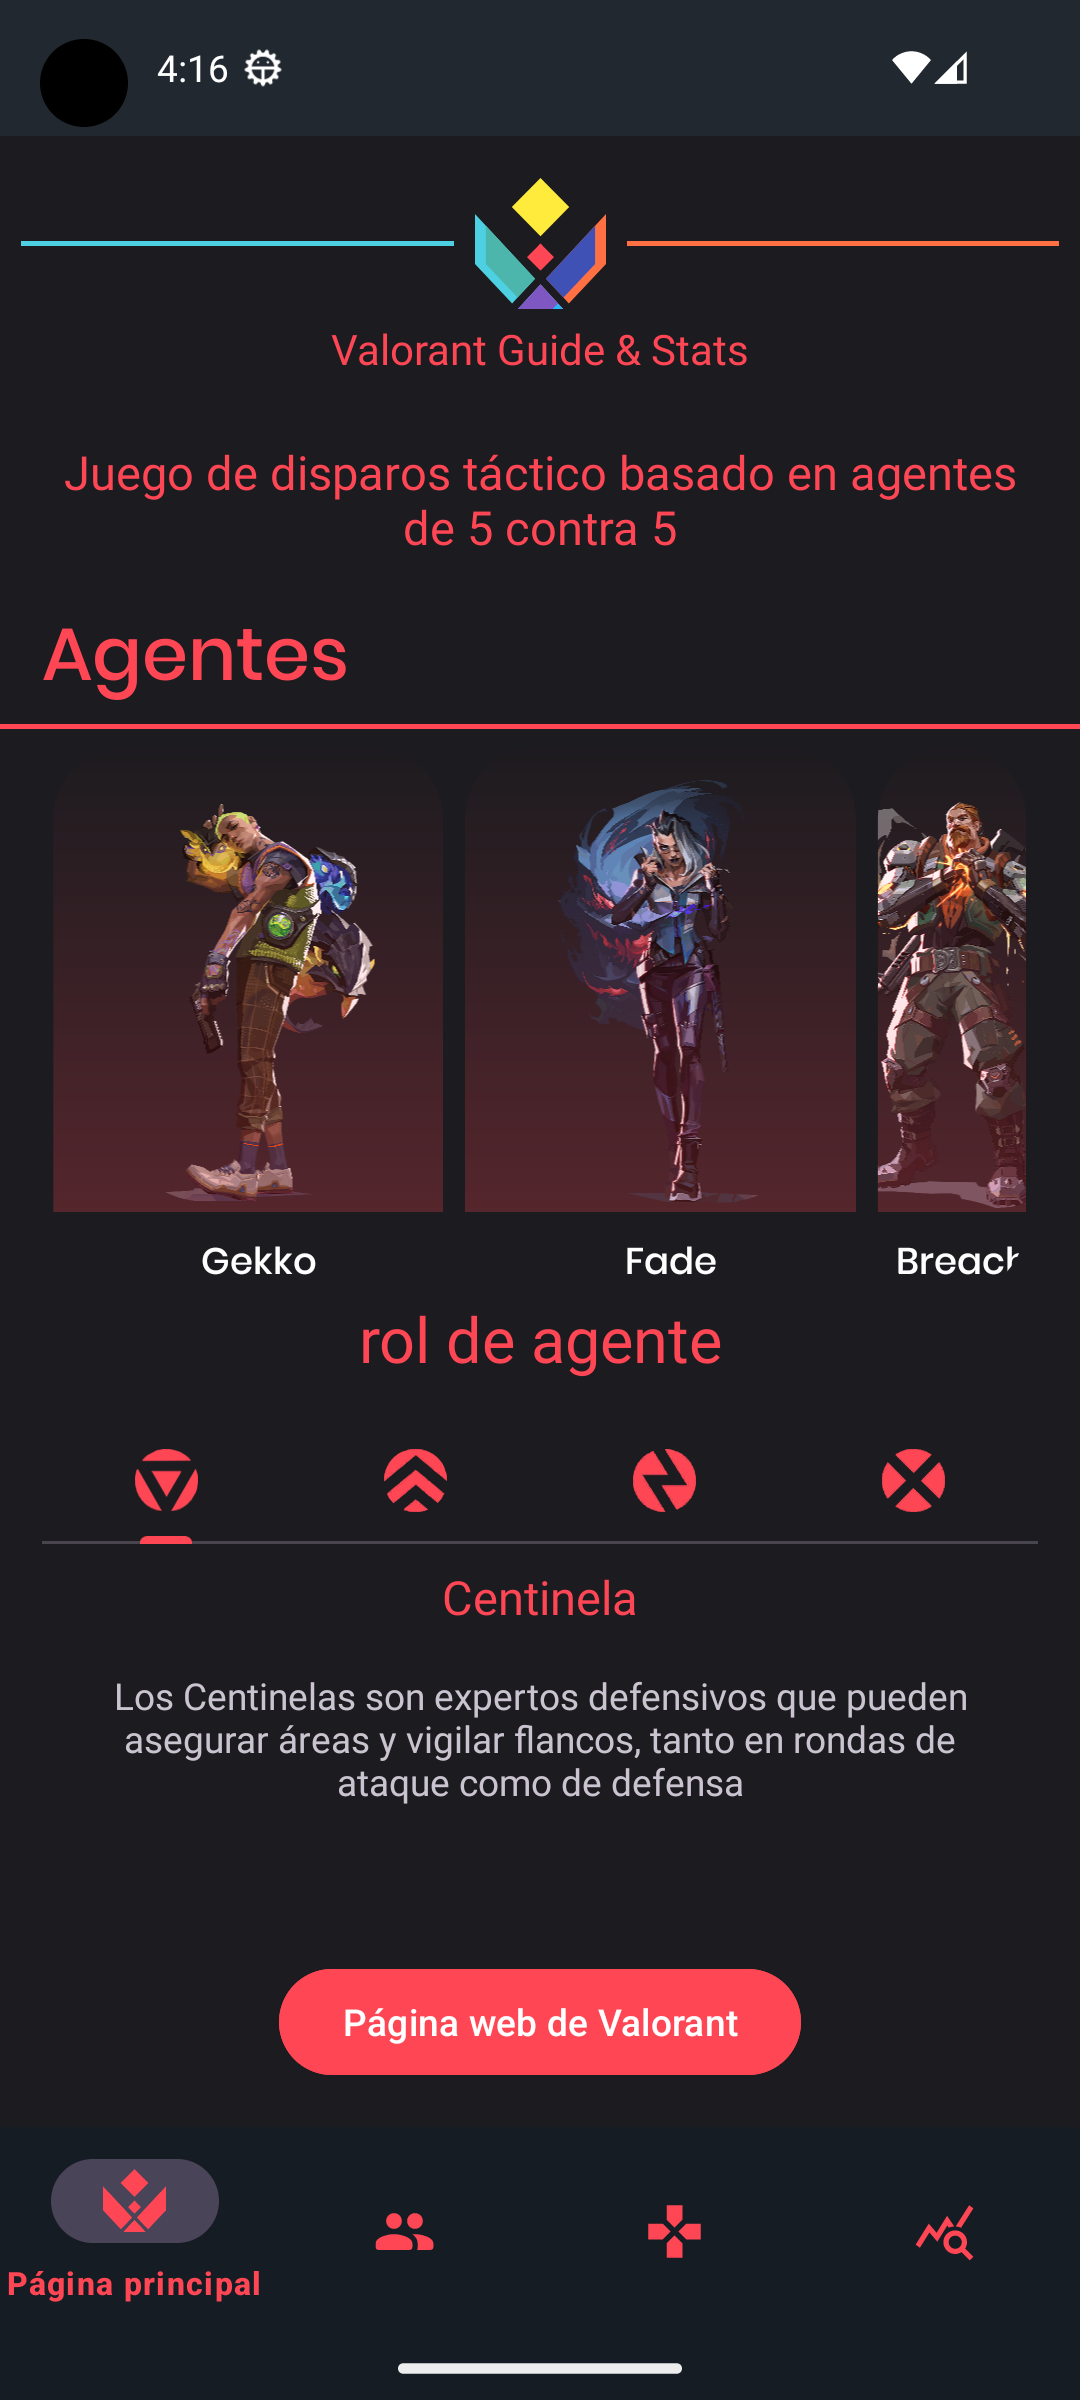 4:16
Valorant Guide & Stats
Juego de disparos táctico basado en agentes
de 5 contra 5
Agentes
Gekko
Fade
Breach
rol de agente
Centinela
Los Centinelas son expertos defensivos que pueden
asegurar áreas y vigilar flancos, tanto en rondas de
ataque como de defensa
Página web de Valorant
Página principal